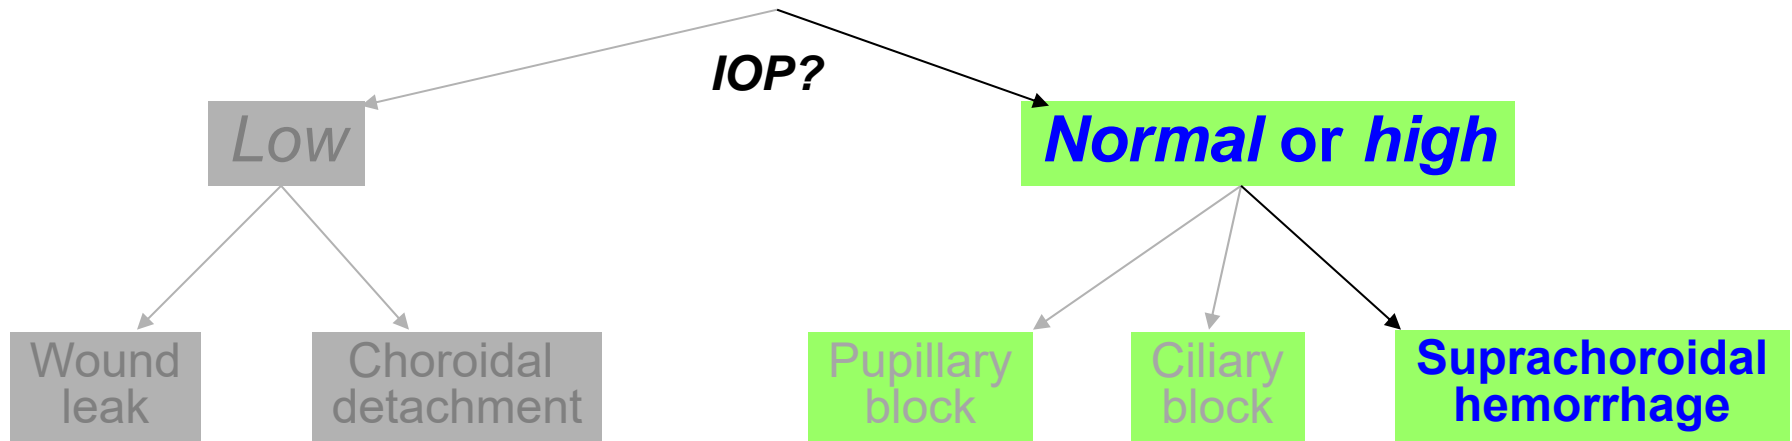 IOP?
Low
Normal or high
Wound
leak
Choroidal
detachment
Pupillary
block
Ciliary
block
Suprachoroidal
hemorrhage